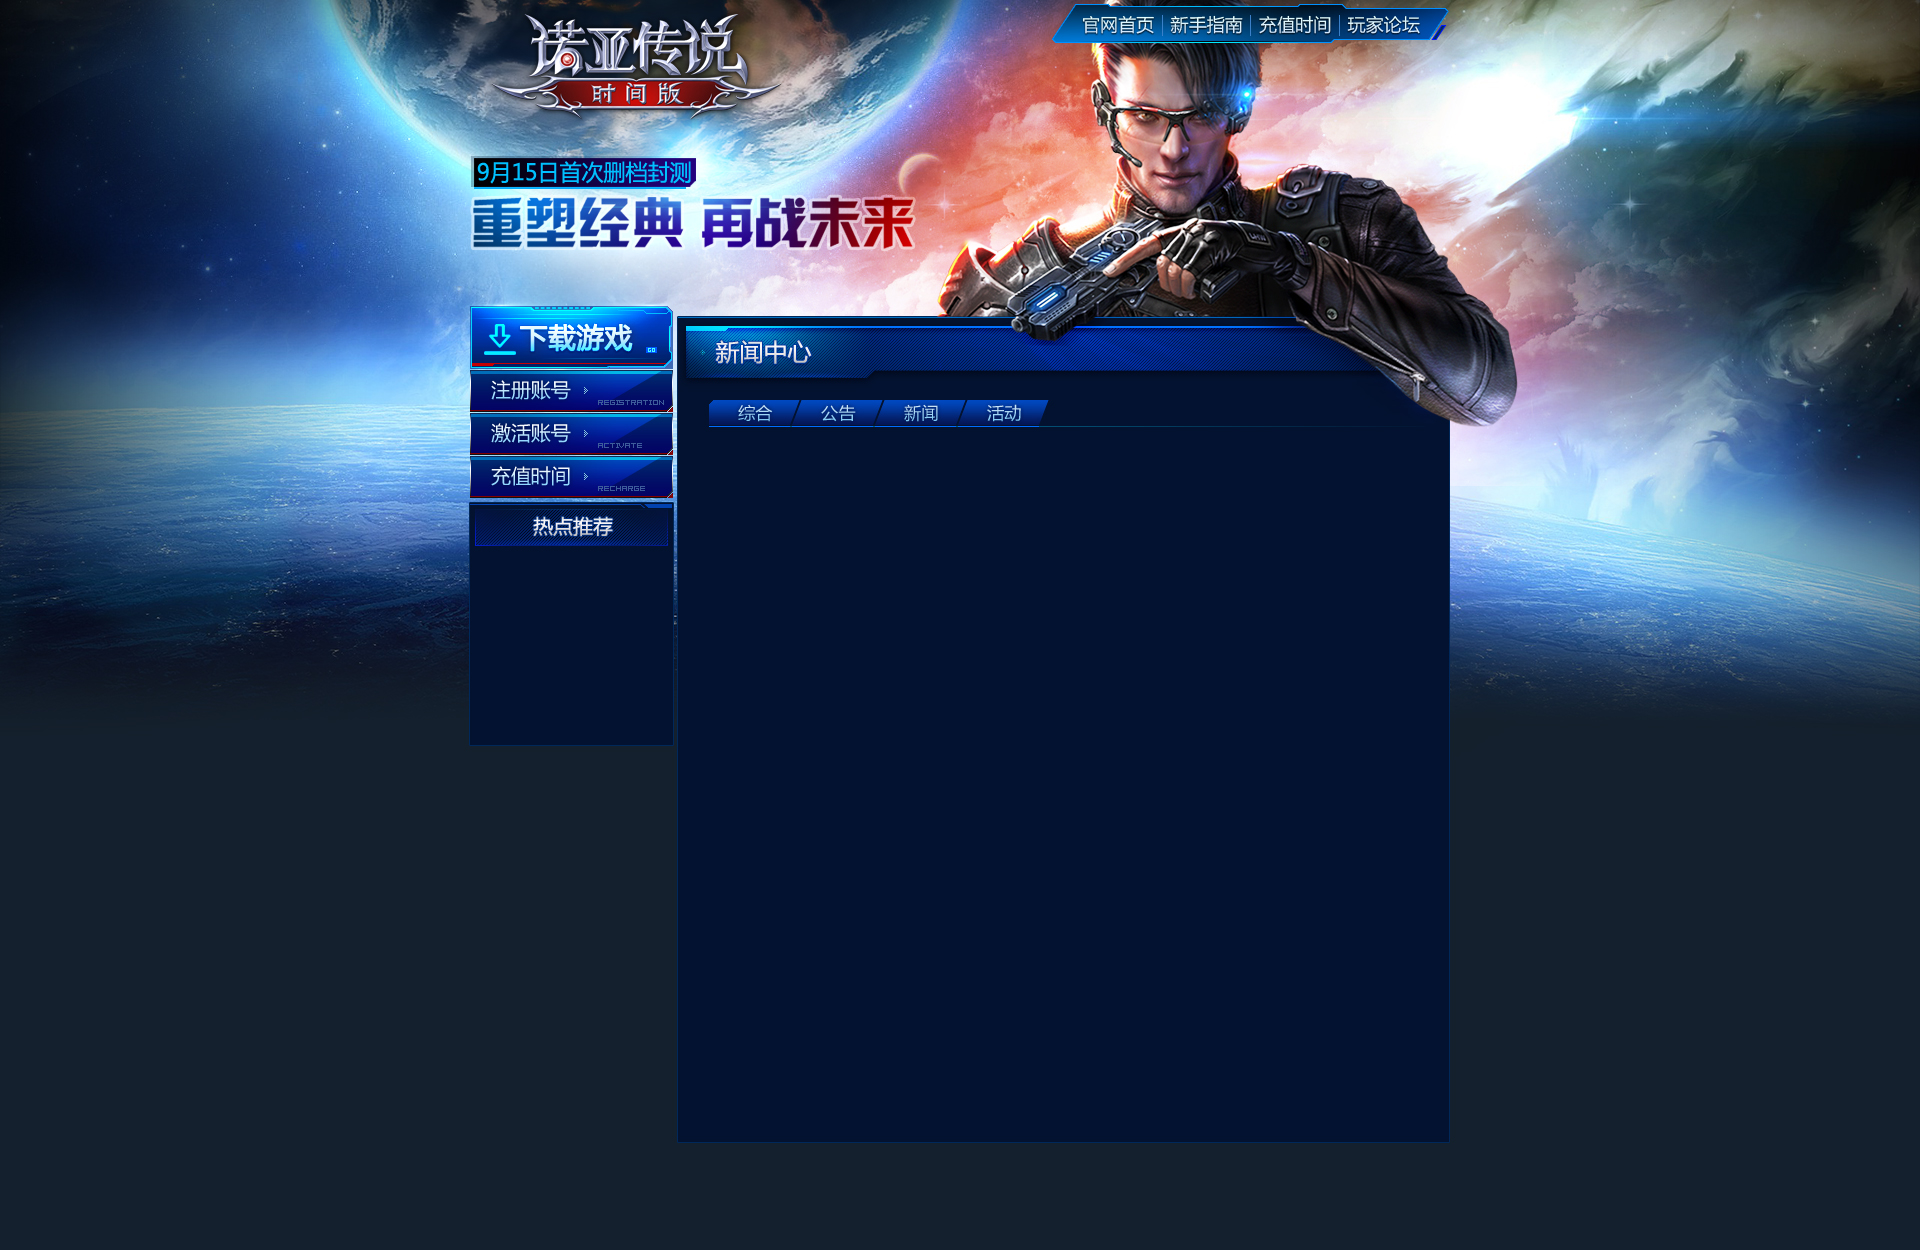 诺亚传说
时间版
官网首页 新手指南 充值时间 玩家论坛
9月15日首次删档封测
重塑经典 再战未来
下载游戏 GO
注册账号 REGISTRATION
激活账号 ACTIVATE
充值时间 RECHARGE
热点推荐
新闻中心
综合 公告 新闻 活动